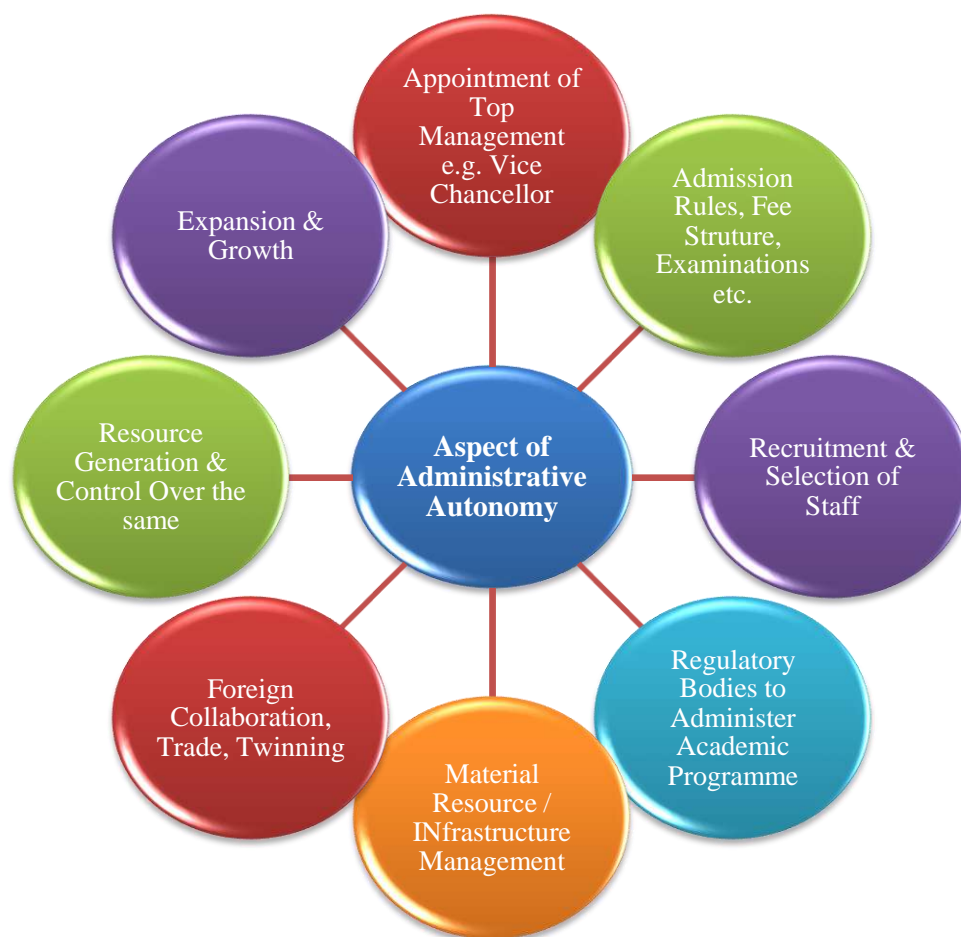 Appointment of
Top
Management
e.g. Vice
Chancellor
Admission
Rules, Fee
Struture,
Examinations
etc.
Recruitment &
Selection of
Staff
Regulatory
Bodies to
Administer
Academic
Programme
Material
Resource /
INfrastructure
Management
Foreign
Collaboration,
Trade, Twinning
Resource
Generation &
Control Over the
same
Expansion &
Growth
Aspect of
Administrative
Autonomy